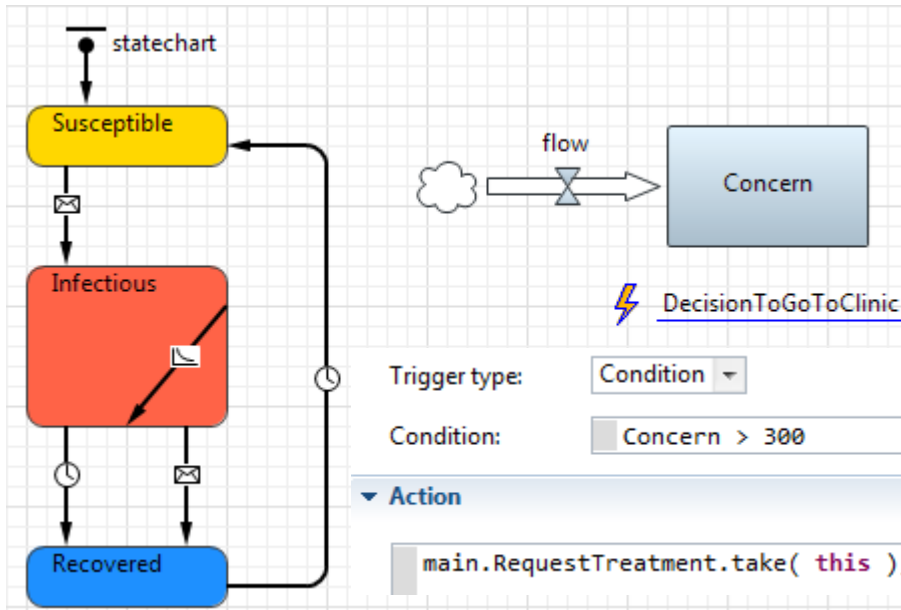 statechart
Susceptible
Infectious
Recovered
flow
Concern
DecisionToGoToClinic
Trigger type:
Condition
Condition:
Concern > 300
Action
main.RequestTreatment.take( this )